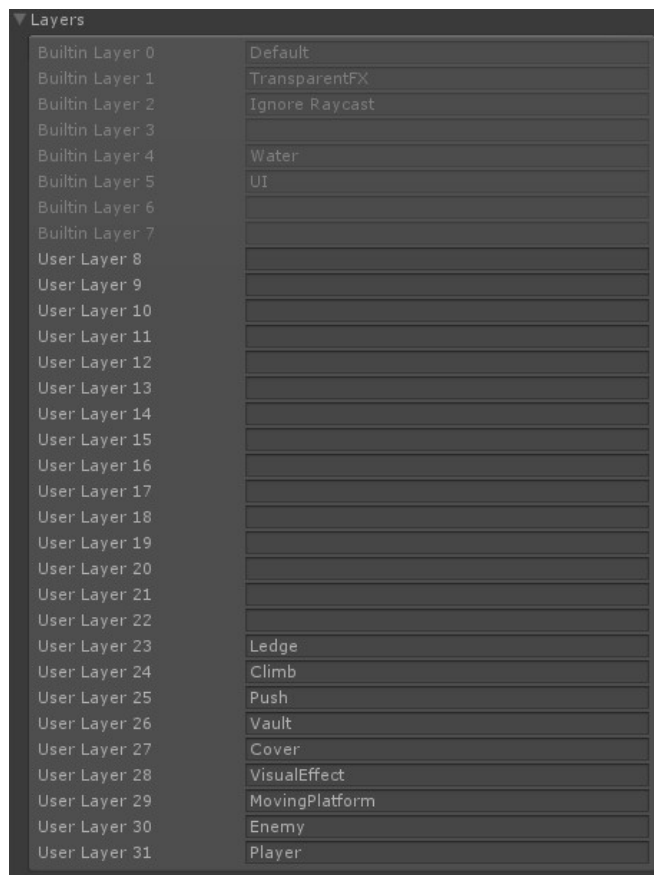 Layers
Builtin Layer 0 Default
Builtin Layer 1 TransparentFX
Builtin Layer 2 Ignore Raycast
Builtin Layer 3
Builtin Layer 4 Water
Builtin Layer 5 UI
Builtin Layer 6
Builtin Layer 7
User Layer 8
User Layer 9
User Layer 10
User Layer 11
User Layer 12
User Layer 13
User Layer 14
User Layer 15
User Layer 16
User Layer 17
User Layer 18
User Layer 19
User Layer 20
User Layer 21
User Layer 22
User Layer 23 Ledge
User Layer 24 Climb
User Layer 25 Push
User Layer 26 Vault
User Layer 27 Cover
User Layer 28 VisualEffect
User Layer 29 MovingPlatform
User Layer 30 Enemy
User Layer 31 Player